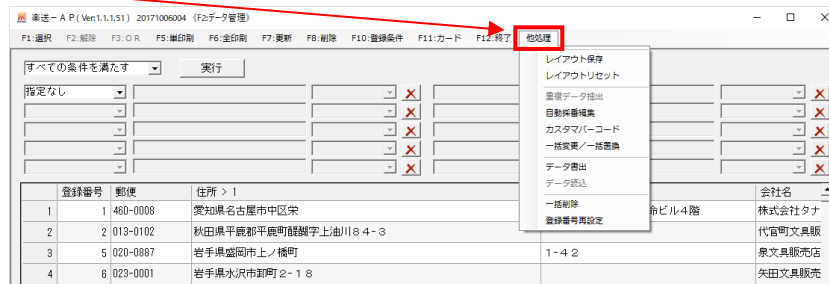 楽送-AP(Ver:1.1.1.51) 20171006004 《F2:データ管理》
F1:選択 F2:解除 F3:OR F5:単印刷 F6:全印刷 F7:更新 F8:削除 F10:登録条件 F11:カード F12:終了 他処理
すべての条件を満たす 実行
指定なし
レイアウト保存
レイアウトリセット
重複データ抽出
自動採番編集
カスタマバーコード
一括変更/一括置換
データ書出
データ読込
一括削除
登録番号再設定
登録番号 郵便 住所 > 1 会社名
1 1 460-0008 愛知県名古屋市中区栄 命ビル4階 株式会社タナ
2 2 013-0102 秋田県平鹿郡平鹿町醍醐字上油川84-3 代官町文具販
3 5 020-0887 岩手県盛岡市上ノ橋町 1-42 泉文具販売店
4 6 023-0001 岩手県水沢市卸町2-18 矢田文具販売